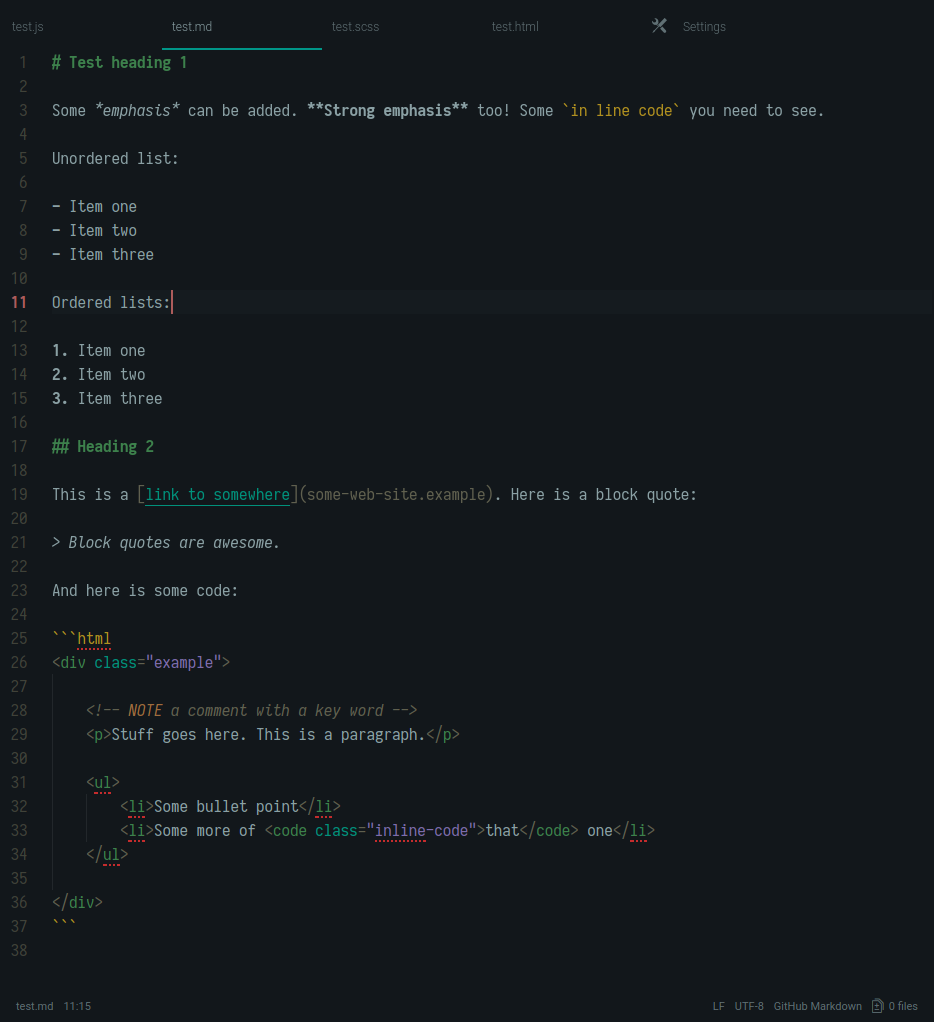 test.js test.md test.scss test.html Settings
1 # Test heading 1
2
3 Some *emphasis* can be added. **Strong emphasis** too! Some `in line code` you need to see.
4
5 Unordered list:
6
7 - Item one
8 - Item two
9 - Item three
10
11 Ordered lists:
12
13 1. Item one
14 2. Item two
15 3. Item three
16
17 ## Heading 2
18
19 This is a [link to somewhere](some-web-site.example). Here is a block quote:
20
21 > Block quotes are awesome.
22
23 And here is some code:
24
25 ```html
26 <div class="example">
27
28     <!-- NOTE a comment with a key word -->
29     <p>Stuff goes here. This is a paragraph.</p>
30
31     <ul>
32         <li>Some bullet point</li>
33         <li>Some more of <code class="inline-code">that</code> one</li>
34     </ul>
35
36 </div>
37 ```
38
test.md 11:15 LF UTF-8 GitHub Markdown 0 files